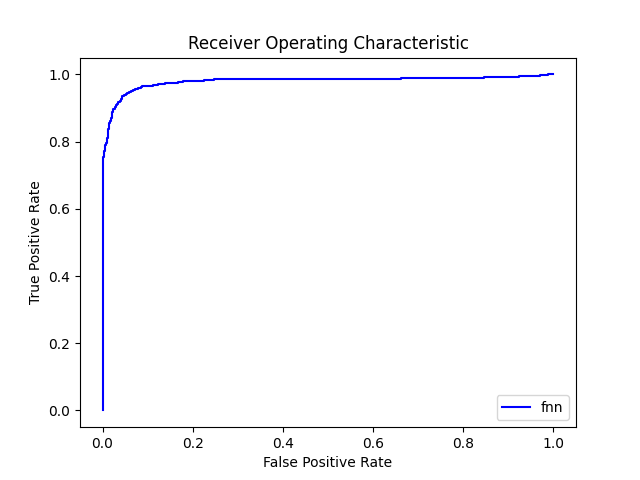 Receiver Operating Characteristic
True Positive Rate
1.0
0.8
0.6
0.4
0.2
0.0
fnn
0.0 0.2 0.4 0.6 0.8 1.0
False Positive Rate